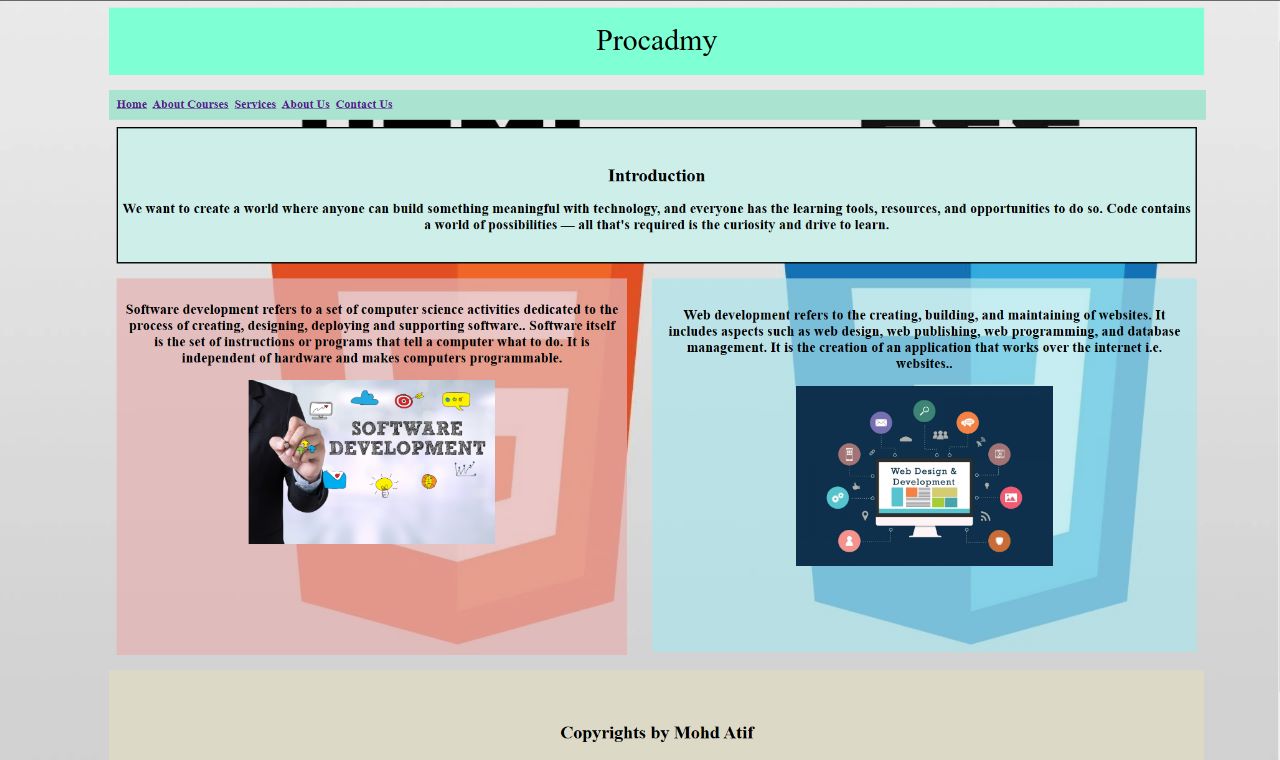 Procadmy
Home About Courses Services About Us Contact Us
Introduction
We want to create a world where anyone can build something meaningful with technology, and everyone has the learning tools, resources, and opportunities to do so. Code contains
a world of possibilities — all that's required is the curiosity and drive to learn.
Software development refers to a set of computer science activities dedicated to the
process of creating, designing, deploying and supporting software.. Software itself
is the set of instructions or programs that tell a computer what to do. It is
independent of hardware and makes computers programmable.
SOFTWARE
DEVELOPMENT
Web development refers to the creating, building, and maintaining of websites. It
includes aspects such as web design, web publishing, web programming, and database
management. It is the creation of an application that works over the internet i.e.
websites..
Web Design &
Development
Copyrights by Mohd Atif